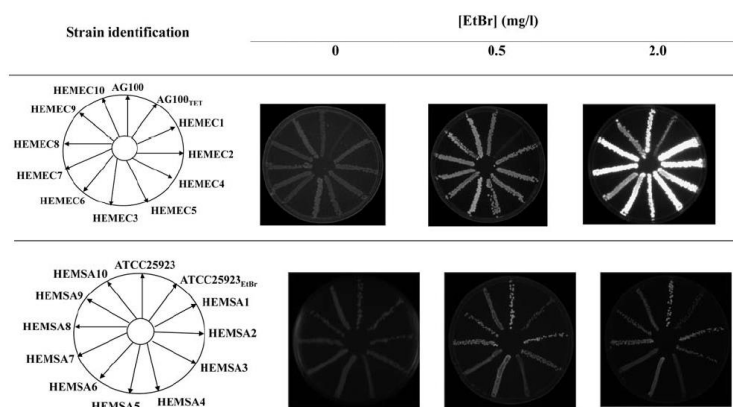 Strain identification
[EtBr] (mg/l)
0 0.5 2.0
HEMEC10 AG100
HEMEC9 AG100TET
HEMEC1
HEMEC8 HEMEC2
HEMEC7 HEMEC4
HEMEC6 HEMEC5
HEMEC3
ATCC25923
HEMSA10 ATCC25923EtBr
HEMSA9 HEMSA1
HEMSA8 HEMSA2
HEMSA7 HEMSA3
HEMSA6
HEMSA5 HEMSA4